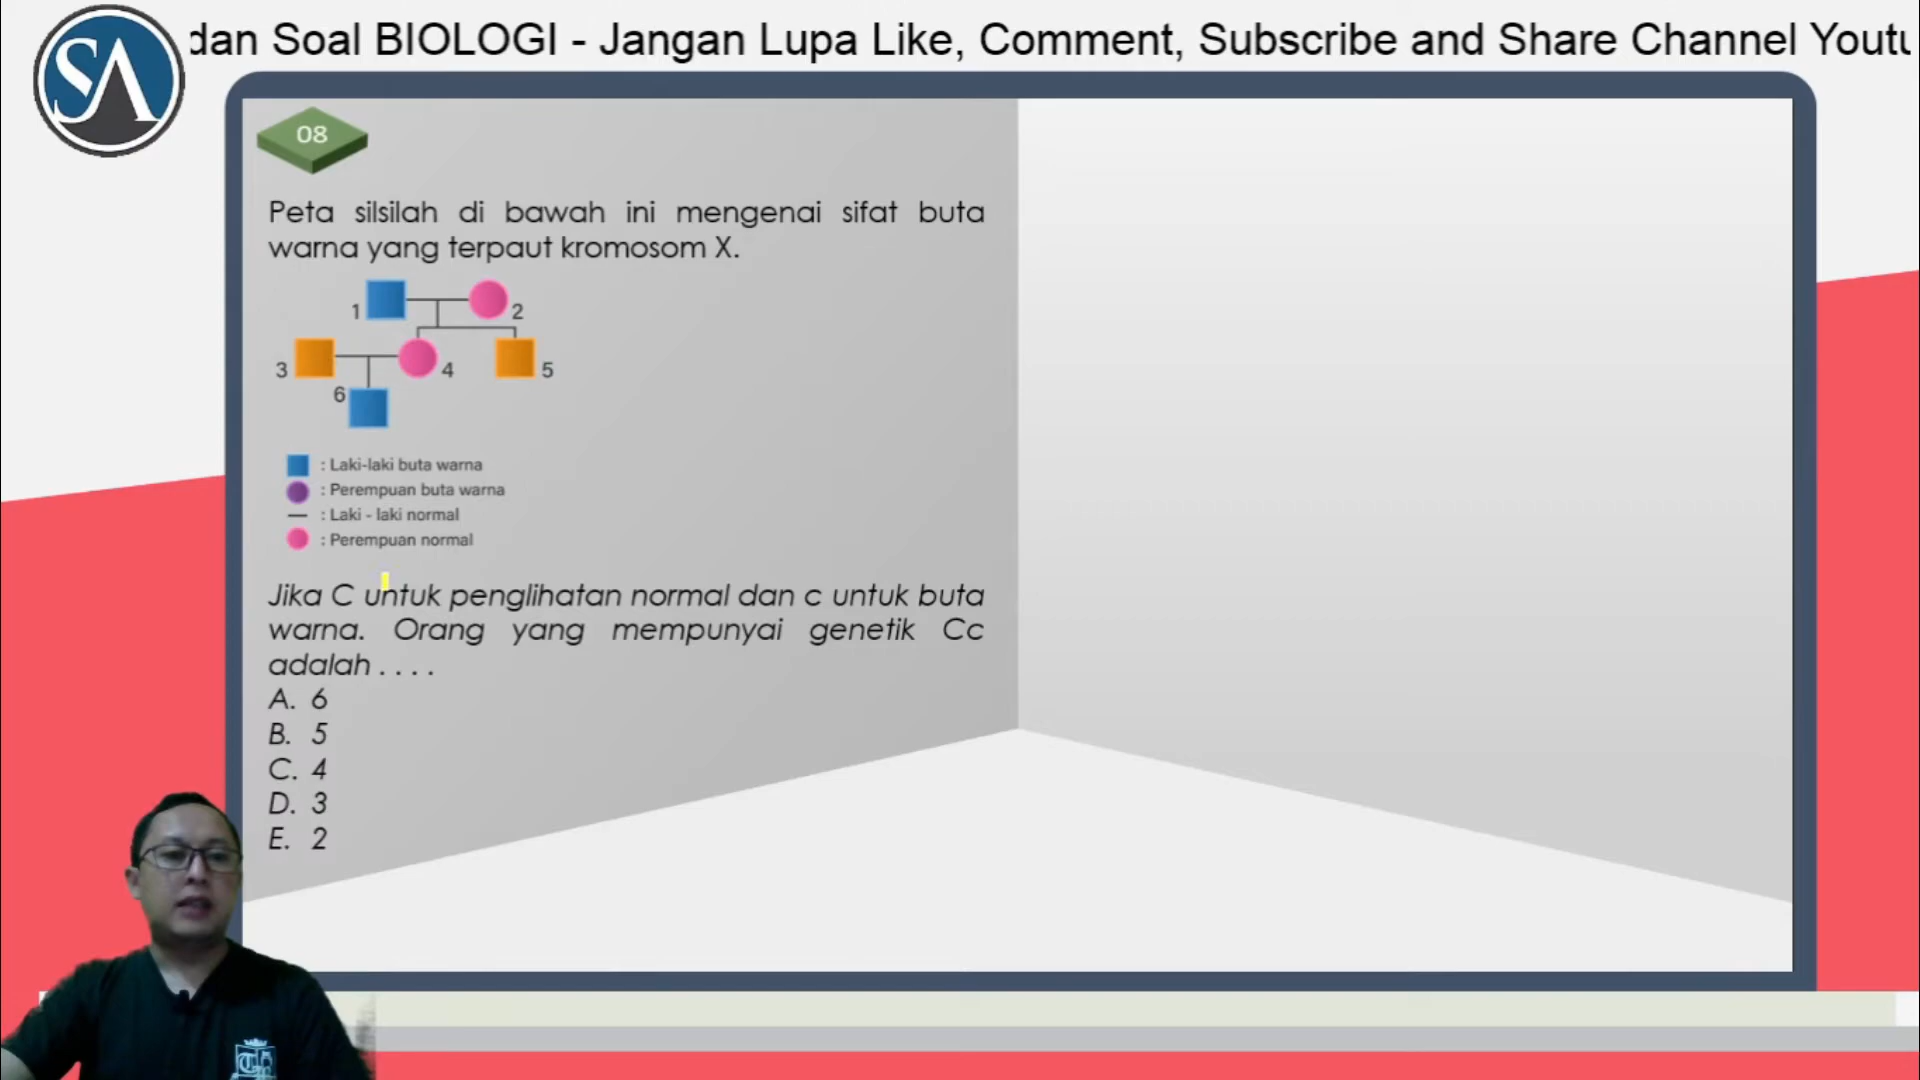 dan Soal BIOLOGI - Jangan Lupa Like, Comment, Subscribe and Share Channel Youtu
SA
08
Peta silsilah di bawah ini mengenai sifat buta
warna yang terpaut kromosom X.
1
2
3
4
5
6
: Laki-laki buta warna
: Perempuan buta warna
: Laki - laki normal
: Perempuan normal
Jika C untuk penglihatan normal dan c untuk buta
warna. Orang yang mempunyai genetik Cc
adalah . . . .
A. 6
B. 5
C. 4
D. 3
E. 2